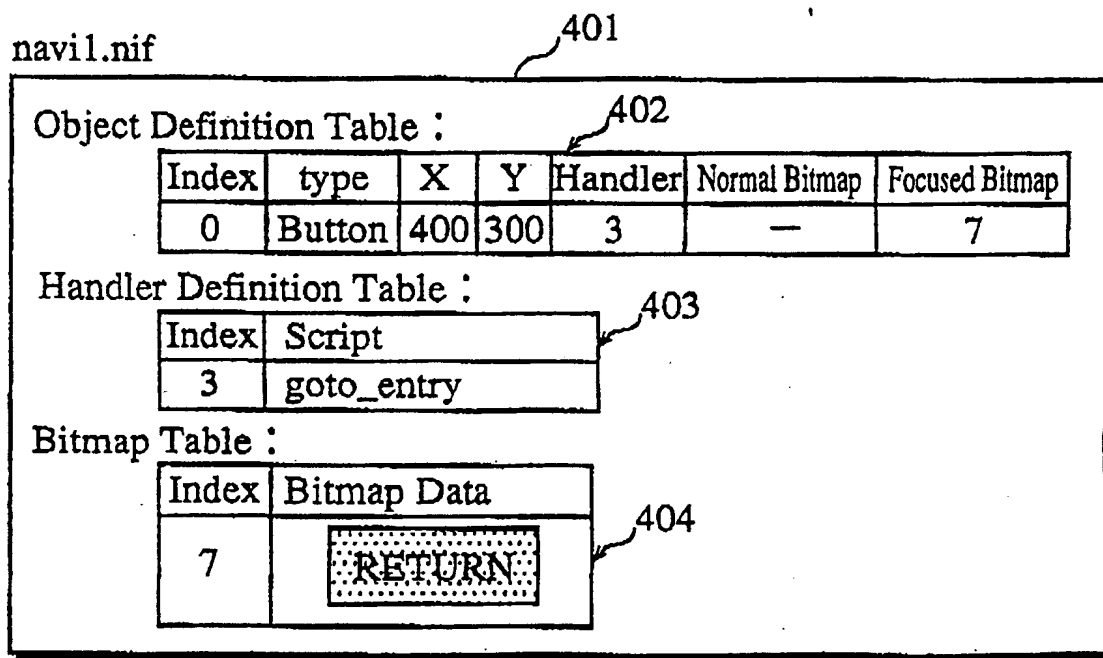 navi1.nif
401
Object Definition Table :
402
Index type X Y Handler Normal Bitmap Focused Bitmap
0 Button 400 300 3 — 7
Handler Definition Table :
403
Index Script
3 goto_entry
Bitmap Table :
Index Bitmap Data
404
7 RETURN